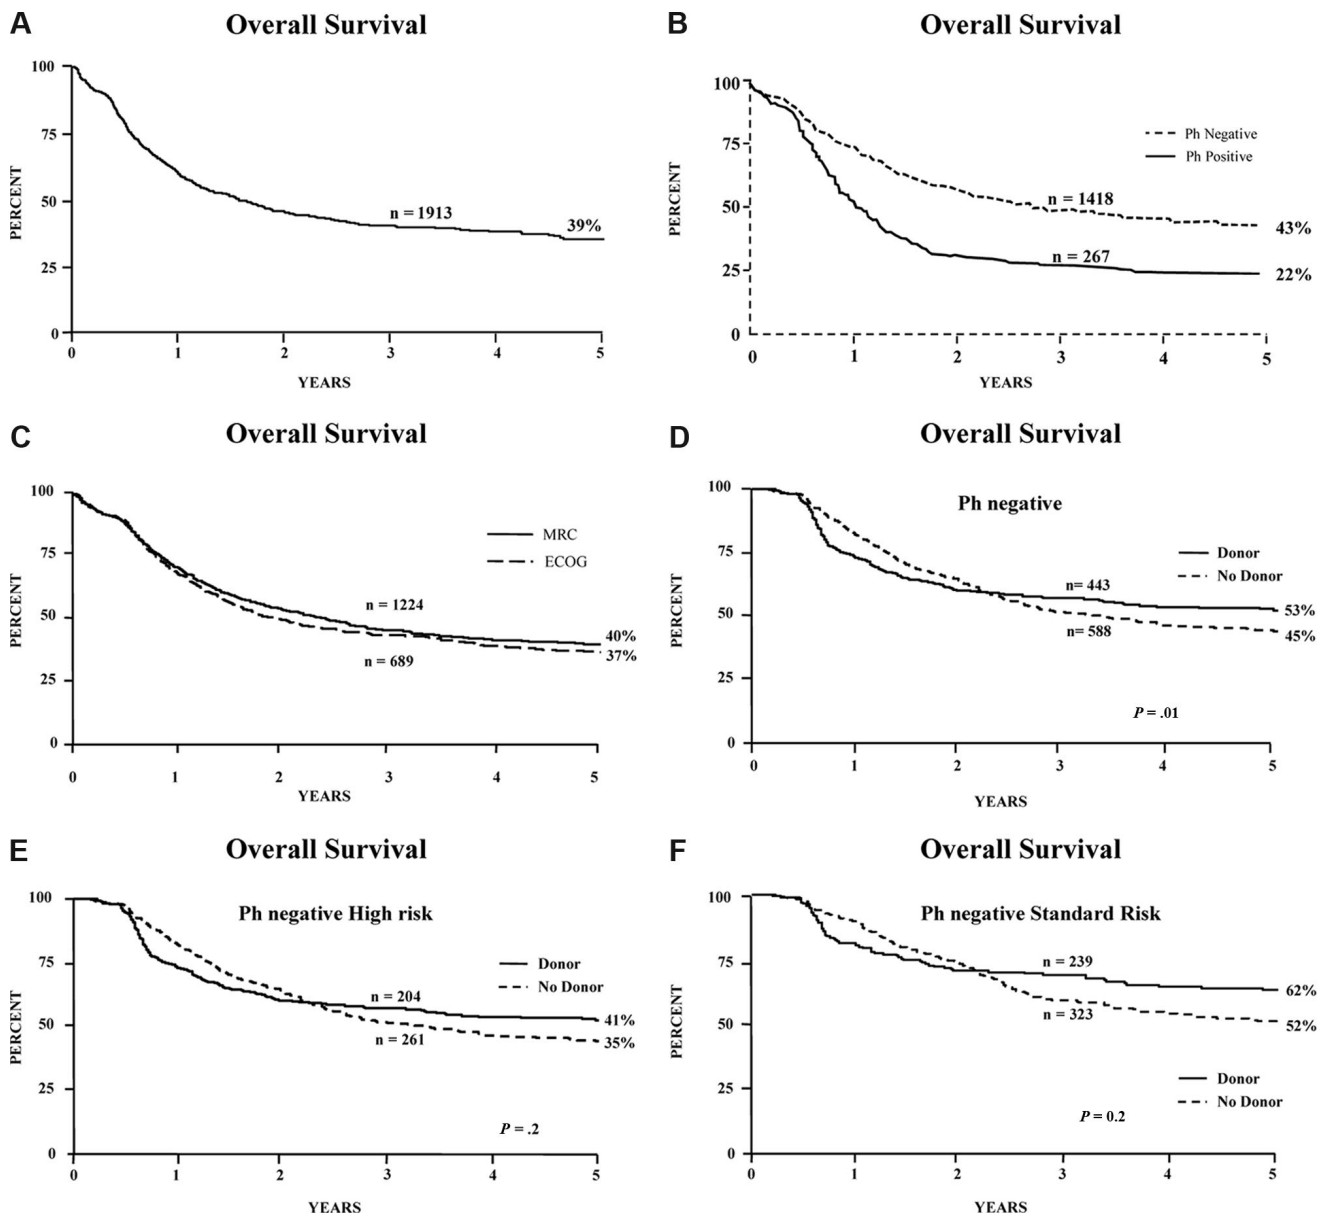 A
Overall Survival
100
75
50
25
0
PERCENT
n = 1913
39%
0 1 2 3 4 5
YEARS
B
Overall Survival
100
75
50
25
0
PERCENT
Ph Negative
Ph Positive
n = 1418
43%
n = 267
22%
0 1 2 3 4 5
YEARS
C
Overall Survival
100
75
50
25
0
PERCENT
MRC
ECOG
n = 1224
40%
37%
n = 689
0 1 2 3 4 5
YEARS
D
Overall Survival
Ph negative
100
75
50
25
0
PERCENT
Donor
No Donor
n= 443
53%
n= 588
45%
P = .01
0 1 2 3 4 5
YEARS
E
Overall Survival
Ph negative High risk
100
75
50
25
0
PERCENT
Donor
No Donor
n = 204
41%
n = 261
35%
P = .2
0 1 2 3 4 5
YEARS
F
Overall Survival
Ph negative Standard Risk
100
75
50
25
0
PERCENT
n = 239
62%
n = 323
52%
Donor
No Donor
P = 0.2
0 1 2 3 4 5
YEARS